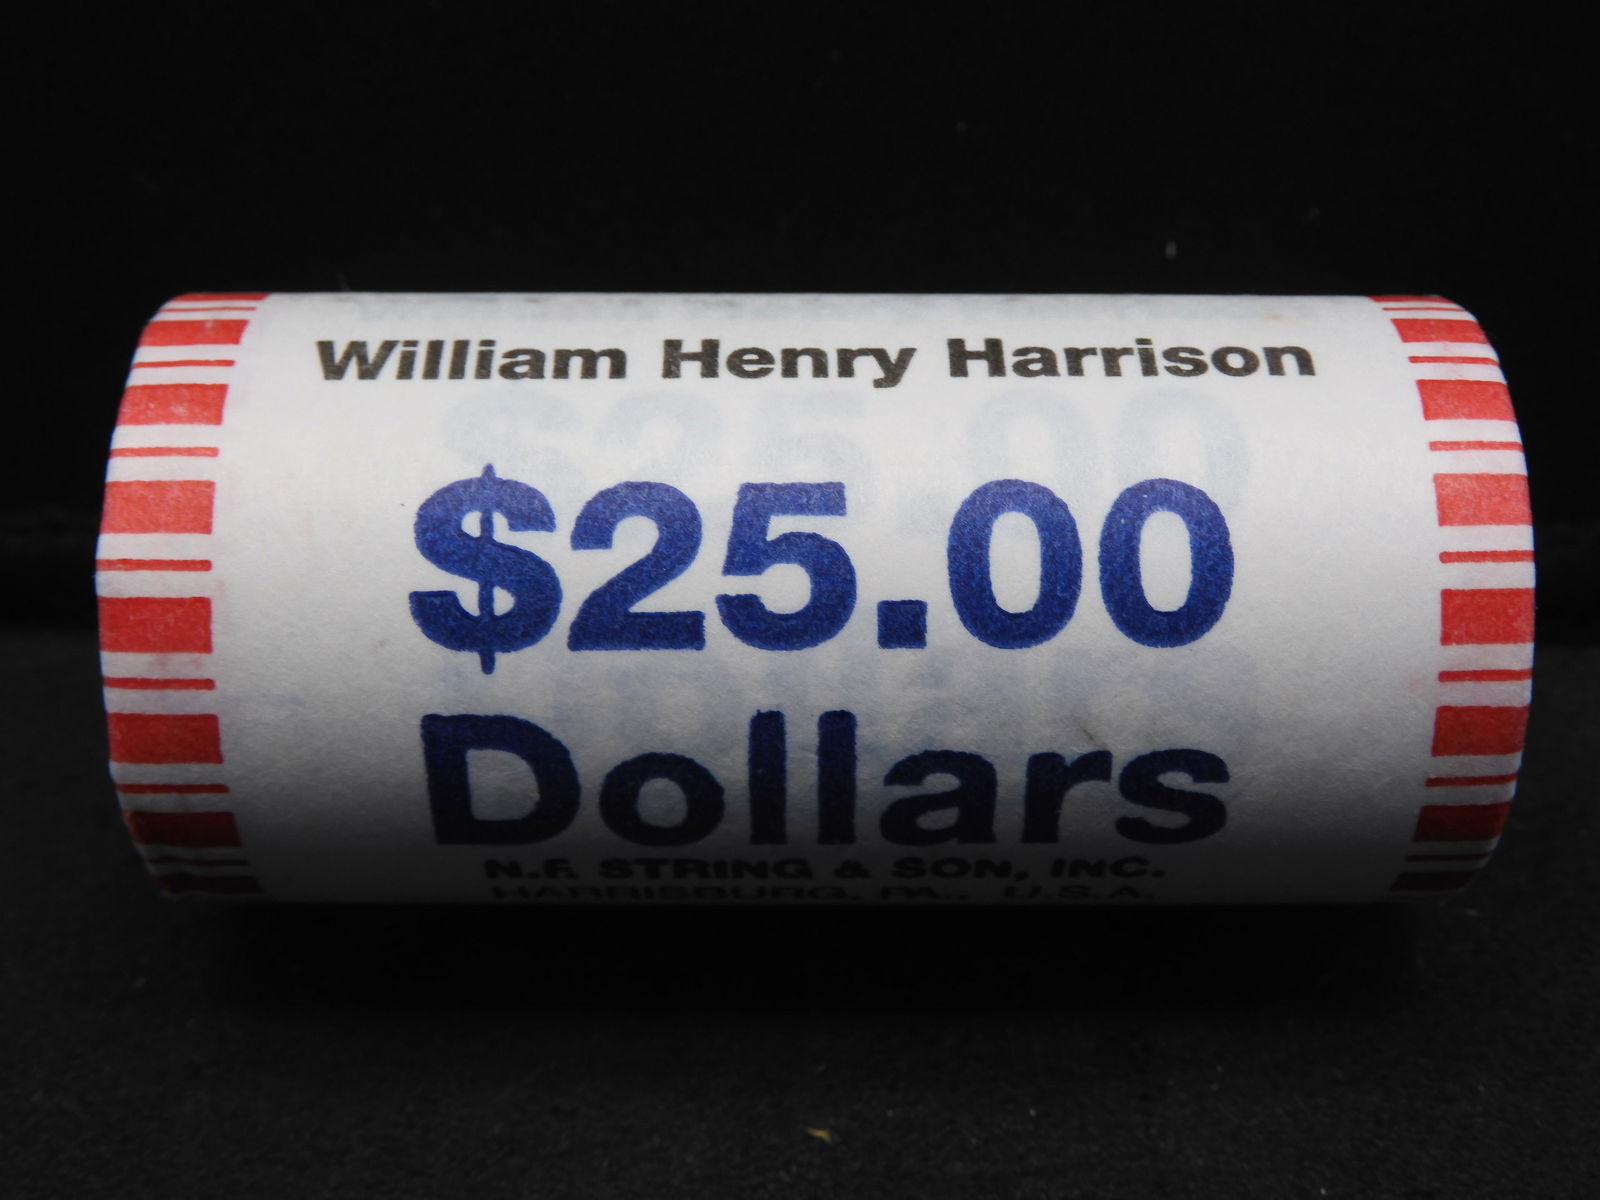 William Henry Harrison
$25.00
Dollars
N.F. STRING & SON, INC.
HARRISBURG, PA., U.S.A.